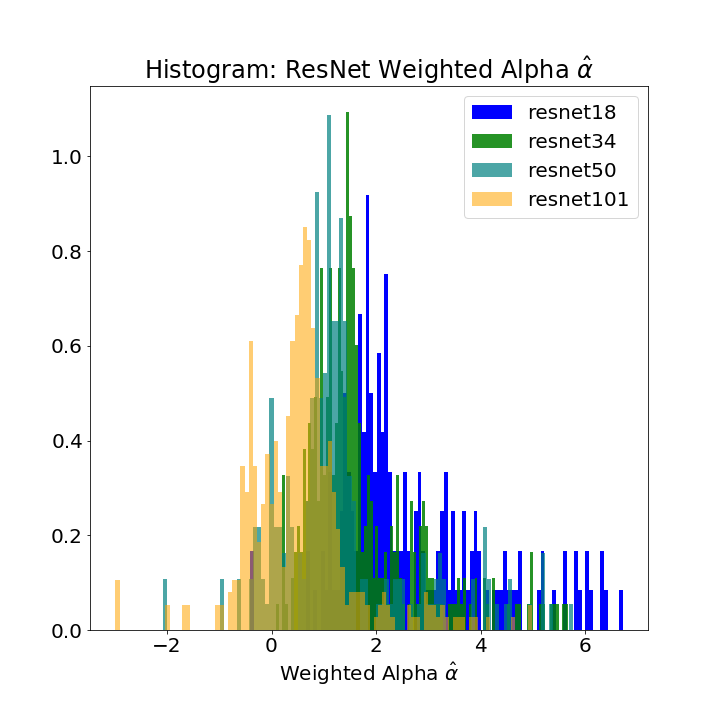 Histogram: ResNet Weighted Alpha α̂
resnet18
resnet34
resnet50
resnet101
1.0
0.8
0.6
0.4
0.2
0.0
−2 0 2 4 6
Weighted Alpha α̂